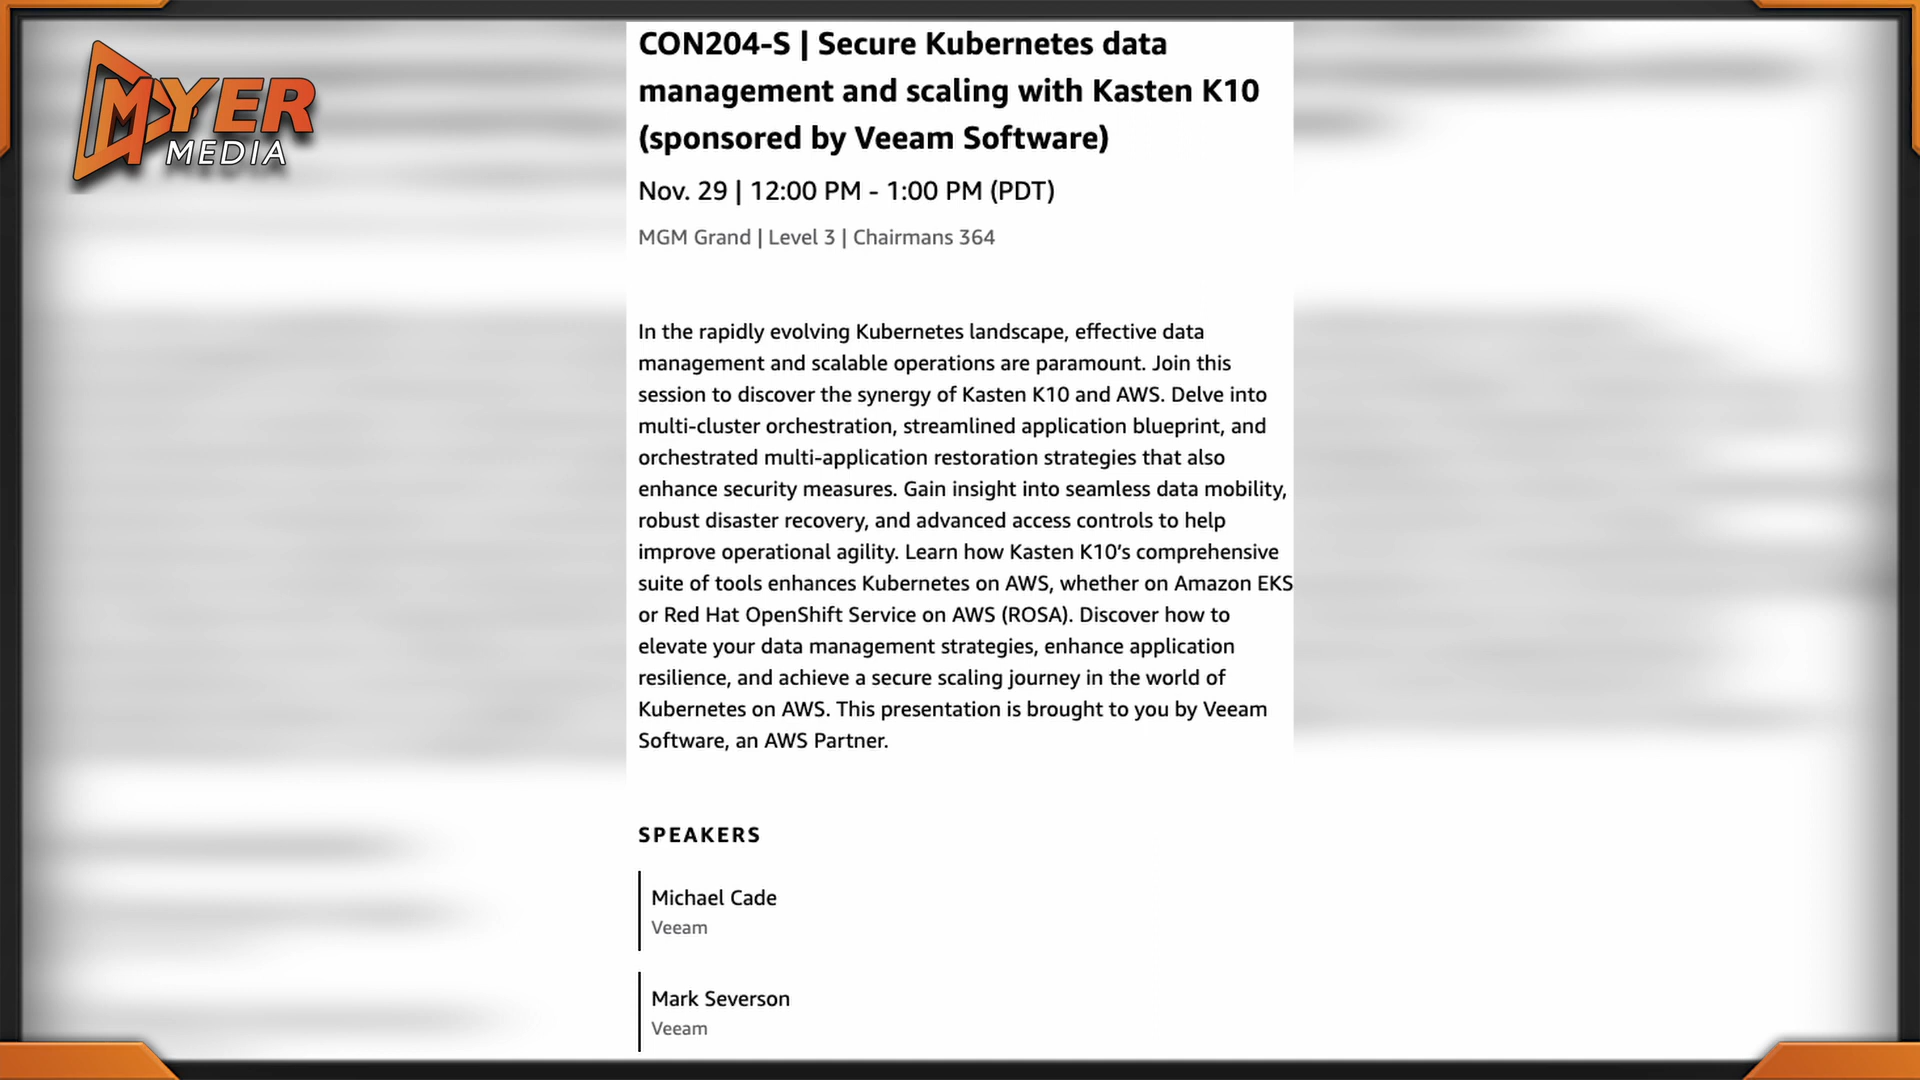 MYER
MEDIA
CON204-S | Secure Kubernetes data
management and scaling with Kasten K10
(sponsored by Veeam Software)
Nov. 29 | 12:00 PM - 1:00 PM (PDT)
MGM Grand | Level 3 | Chairmans 364
In the rapidly evolving Kubernetes landscape, effective data
management and scalable operations are paramount. Join this
session to discover the synergy of Kasten K10 and AWS. Delve into
multi-cluster orchestration, streamlined application blueprint, and
orchestrated multi-application restoration strategies that also
enhance security measures. Gain insight into seamless data mobility,
robust disaster recovery, and advanced access controls to help
improve operational agility. Learn how Kasten K10’s comprehensive
suite of tools enhances Kubernetes on AWS, whether on Amazon EKS
or Red Hat OpenShift Service on AWS (ROSA). Discover how to
elevate your data management strategies, enhance application
resilience, and achieve a secure scaling journey in the world of
Kubernetes on AWS. This presentation is brought to you by Veeam
Software, an AWS Partner.
SPEAKERS
Michael Cade
Veeam
Mark Severson
Veeam